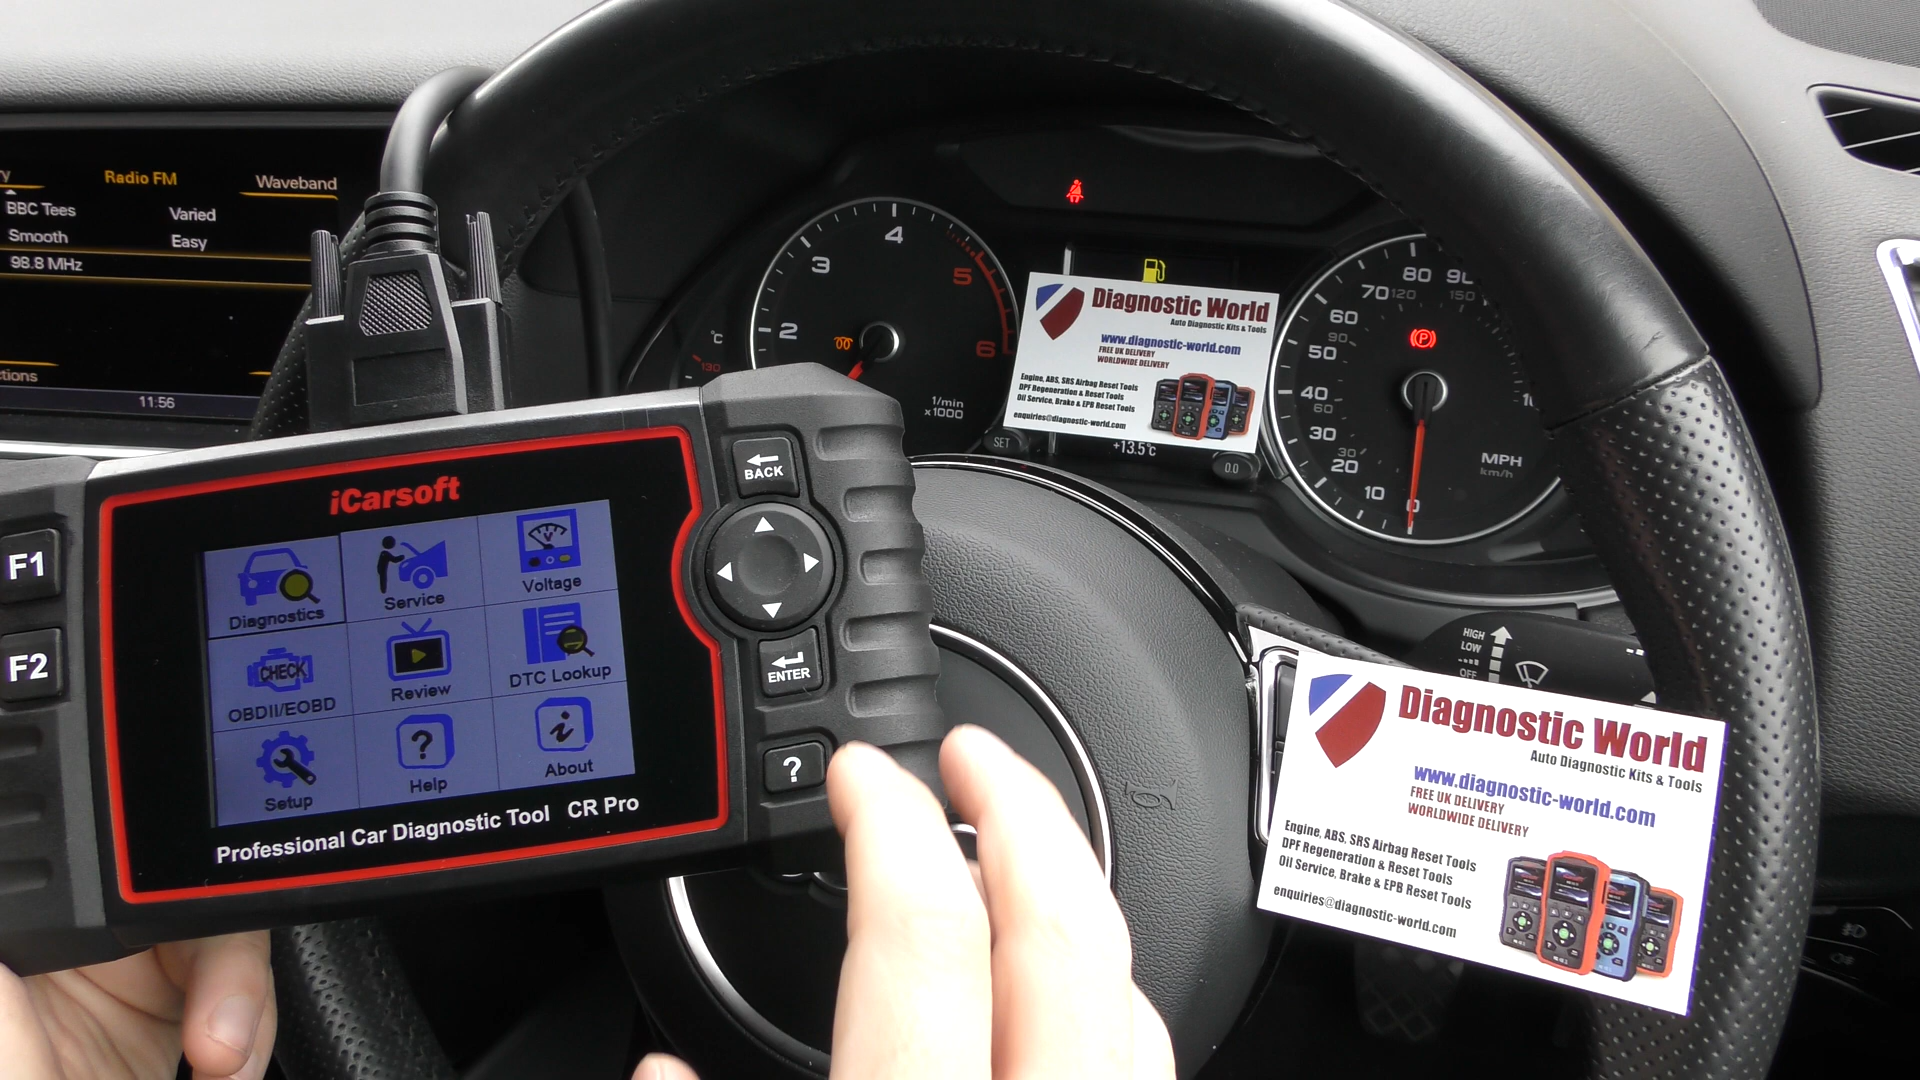 Radio FM
Waveband
BBC Tees
Varied
Smooth
Easy
98.8 MHz
11:56
iCarsoft
Diagnostics
Service
Voltage
CHECK
OBDII/EOBD
Review
DTC Lookup
Setup
Help
About
Professional Car Diagnostic Tool CR Pro
F1
F2
BACK
ENTER
?
°C
130
2
3
4
5
6
1/min
x1000
SET
+13.5°C
0.0
0
10
20
30
40
50
60
70
80
30
60
90
120
150
MPH
km/h
(P)
HIGH
LOW
OFF
Diagnostic World
Auto Diagnostic Kits & Tools
www.diagnostic-world.com
FREE UK DELIVERY
WORLDWIDE DELIVERY
Engine, ABS, SRS Airbag Reset Tools
DPF Regeneration & Reset Tools
Oil Service, Brake & EPB Reset Tools
enquiries@diagnostic-world.com
Diagnostic World
Auto Diagnostic Kits & Tools
www.diagnostic-world.com
FREE UK DELIVERY
WORLDWIDE DELIVERY
Engine, ABS, SRS Airbag Reset Tools
DPF Regeneration & Reset Tools
Oil Service, Brake & EPB Reset Tools
enquiries@diagnostic-world.com